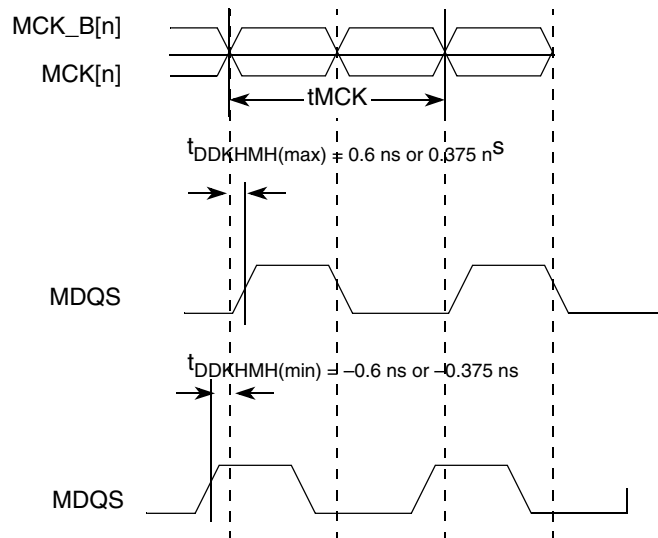 MCK_B[n]
MCK[n]
tMCK
tDDKHMH(max) = 0.6 ns or 0.375 ns
MDQS
tDDKHMH(min) = –0.6 ns or –0.375 ns
MDQS